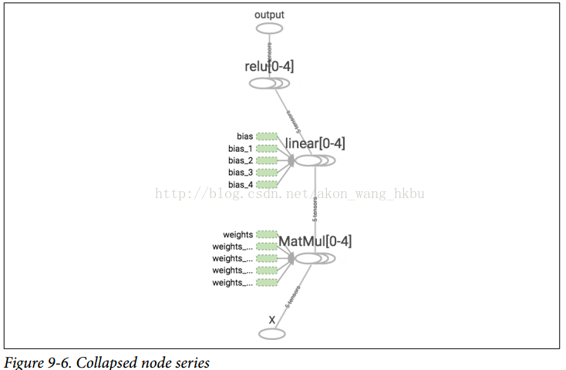 output
5 tensors
relu[0-4]
5 tensors
linear[0-4]
bias
bias_1
bias_2
bias_3
bias_4
http://blog.csdn.net/akon_wang_hkbu
5 tensors
MatMul[0-4]
weights
weights_...
weights_...
weights_...
weights_...
5 tensors
X
Figure 9-6. Collapsed node series